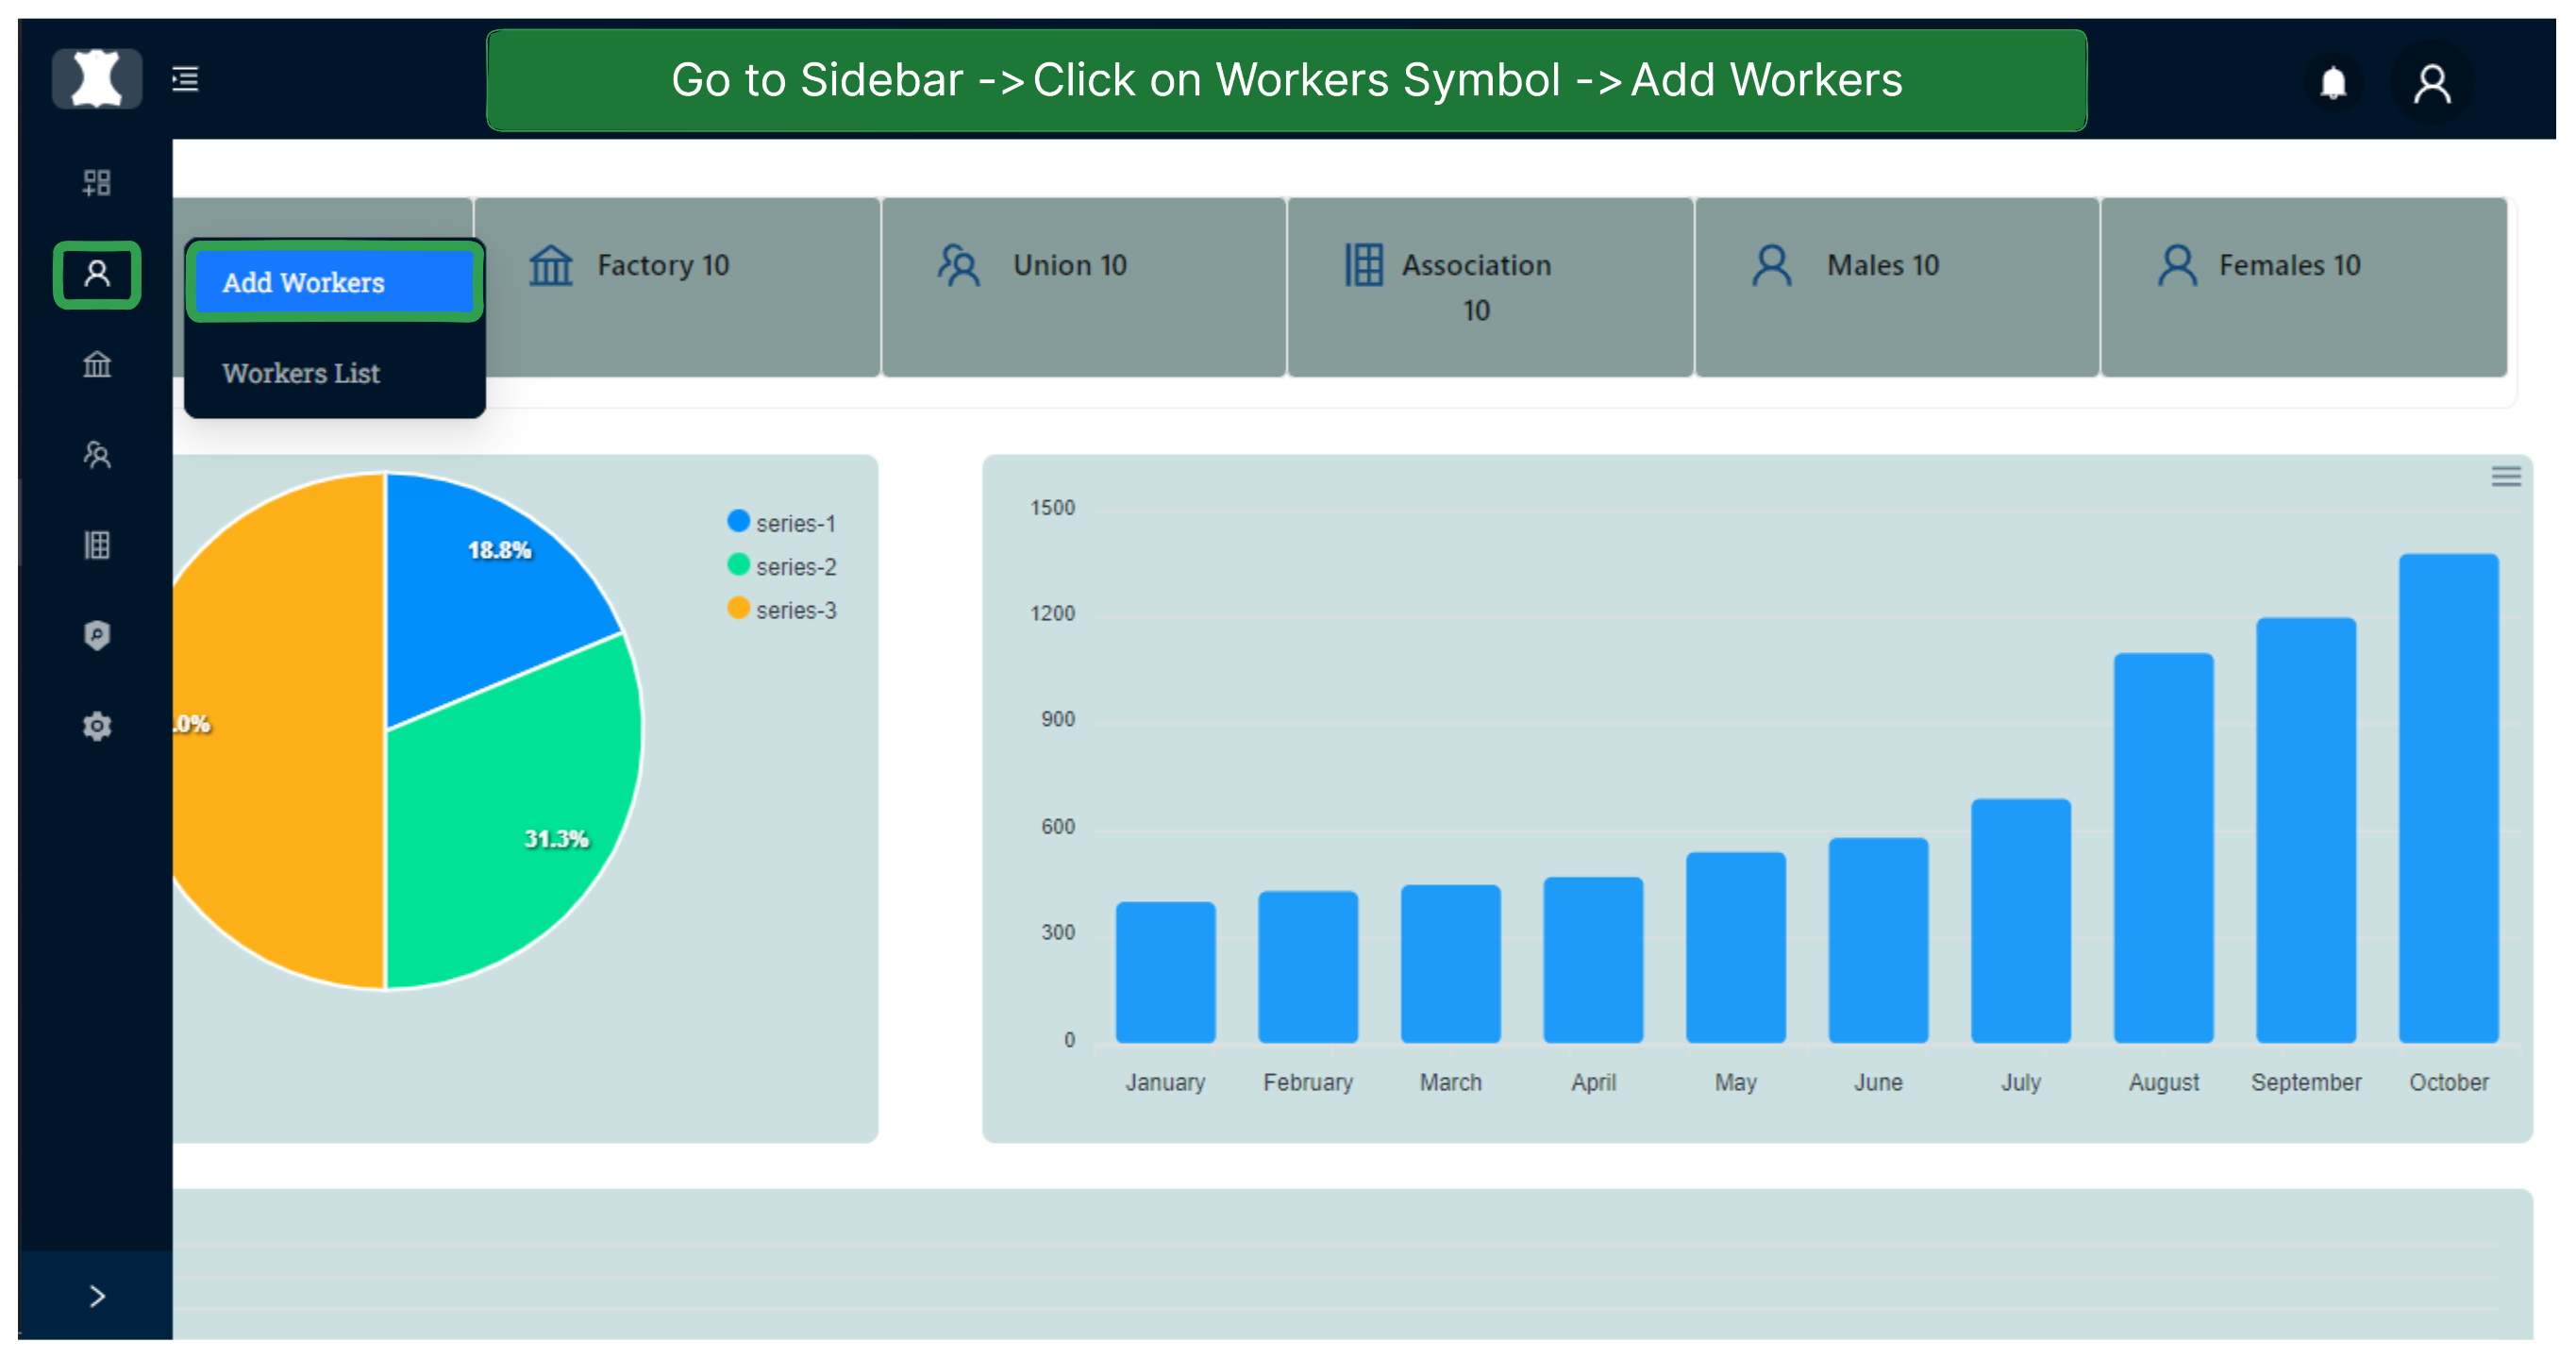 Go to Sidebar ->Click on Workers Symbol ->Add Workers
Add Workers
Workers List
Factory 10
Union 10
Association
10
Males 10
Females 10
18.8%
31.3%
.0%
series-1
series-2
series-3
1500
1200
900
600
300
0
January February March April May June July August September October